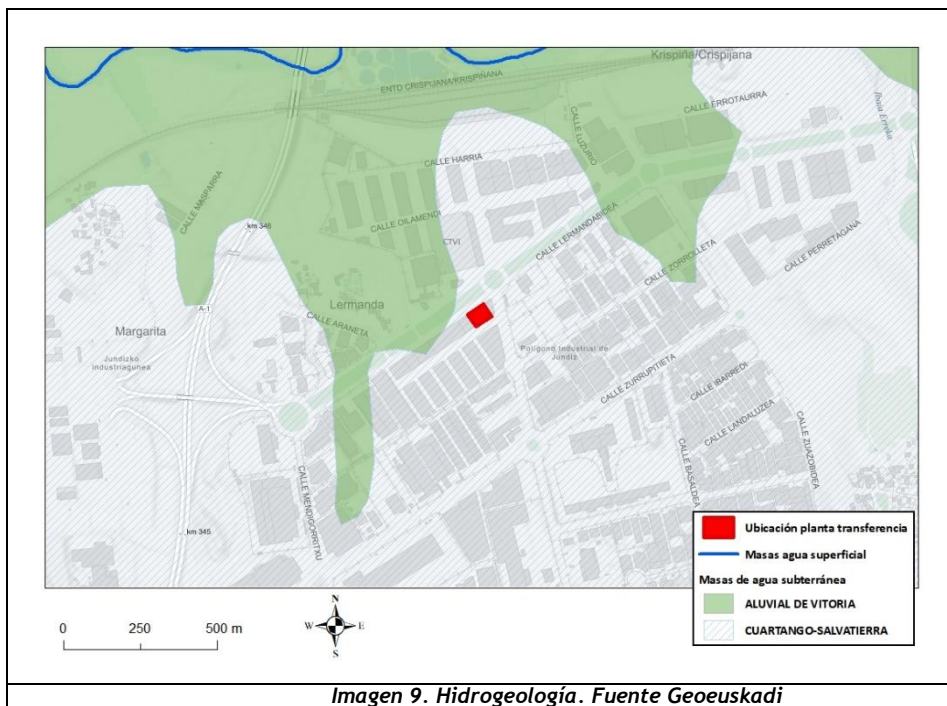 Krispiña/Crispijana
ENTD CRISPIJANA/KRISPIÑANA
CALLE ERROTAURRA
CALLE LUZURIO
CALLE HARRIA
CALLE MASPARRA
CALLE OILAMENDI
km 346
CTVI
CALLE LERMANDABIDEA
CALLE ZORROLLETA
CALLE PERRETAGANA
A-1
Lermanda
CALLE ARANETA
Margarita
Jundizko
industriagunea
Polígono Industrial de
Jundiz
CALLE ZURRUPITIETA
CALLE IBARREDI
CALLE LANDALUZEA
CALLE ZUAZOBIDEA
CALLE BASALDEA
CALLE MENDIGORRITXU
km 345
Ubicación planta transferencia
Masas agua superficial
Masas de agua subterránea
ALUVIAL DE VITORIA
CUARTANGO-SALVATIERRA
0 250 500 m
N
W E
S
Imagen 9. Hidrogeología. Fuente Geoeuskadi